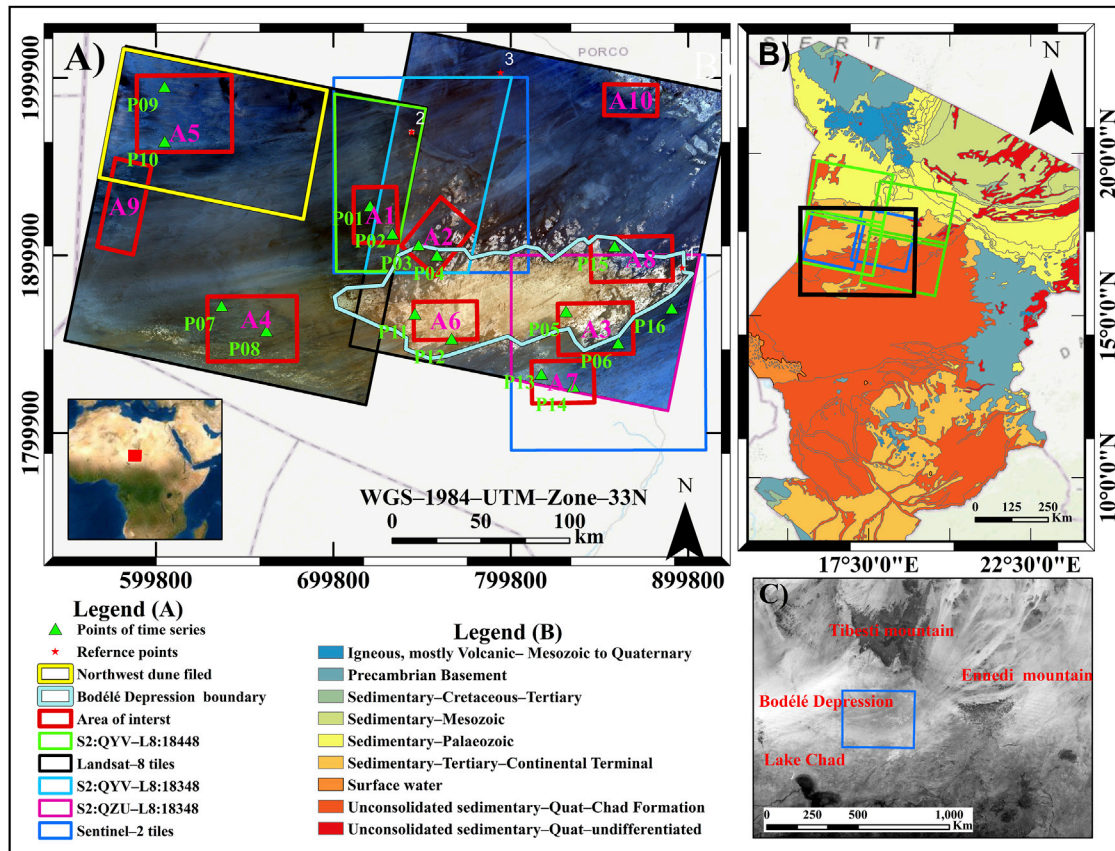 A)
PORCO
B
3
2
1
P09
A5
P10
A9
A10
P01
A1
P02
A2
P03
P04
A8
P07
A4
P08
P11
A6
P12
P05
A3
P16
P06
P13
A7
P14
1999900
1899900
1799900
WGS–1984–UTM–Zone–33N
0 50 100
km
N
599800 699800 799800 899800
B)
S E R T
N
D A
20°0'0"N
15°0'0"N
10°0'0"N
0 125 250
Km
17°30'0"E 22°30'0"E
Legend (A)
Points of time series
Refernce points
Northwest dune filed
Bodélé Depression boundary
Area of interst
S2:QYV–L8:18448
Landsat–8 tiles
S2:QYV–L8:18348
S2:QZU–L8:18348
Sentinel–2 tiles
Legend (B)
Igneous, mostly Volcanic– Mesozoic to Quaternary
Precambrian Basement
Sedimentary–Cretaceous–Tertiary
Sedimentary–Mesozoic
Sedimentary–Palaeozoic
Sedimentary–Tertiary–Continental Terminal
Surface water
Unconsolidated sedimentary–Quat–Chad Formation
Unconsolidated sedimentary–Quat–undifferentiated
C)
Tibesti mountain
Ennedi mountain
Bodélé Depression
Lake Chad
0 500 1,000
Km